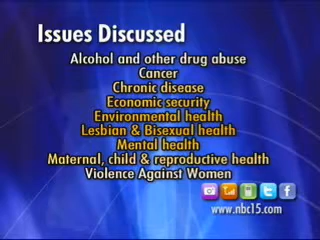 Issues Discussed
Alcohol and other drug abuse
Cancer
Chronic disease
Economic security
Environmental health
Lesbian & Bisexual health
Mental health
Maternal, child & reproductive health
Violence Against Women
www.nbc15.com